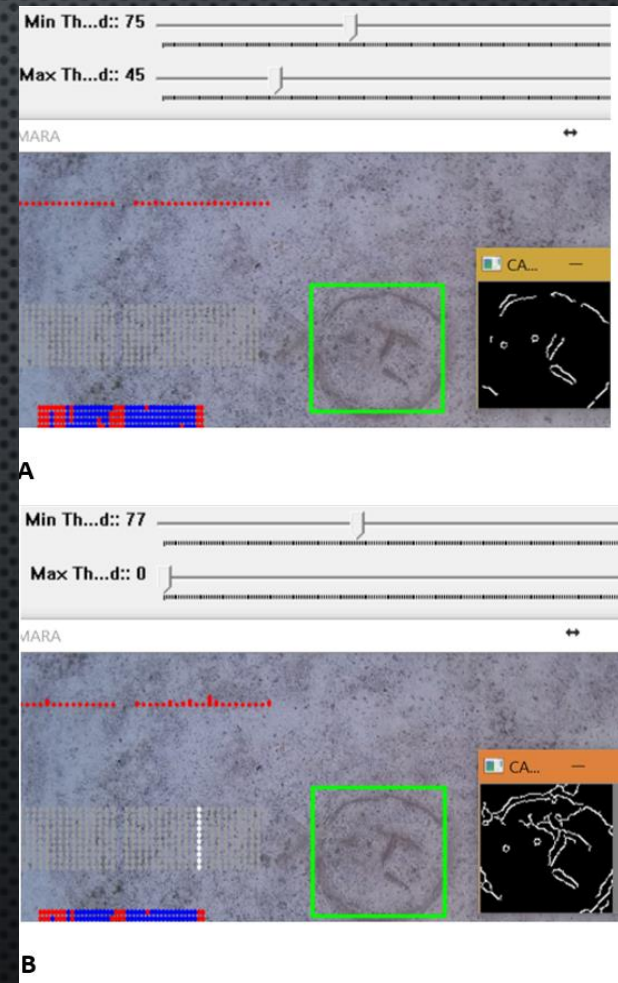 Min Th...d:: 75
Max Th...d:: 45
MARA
CA...
A
Min Th...d:: 77
Max Th...d:: 0
MARA
CA...
B